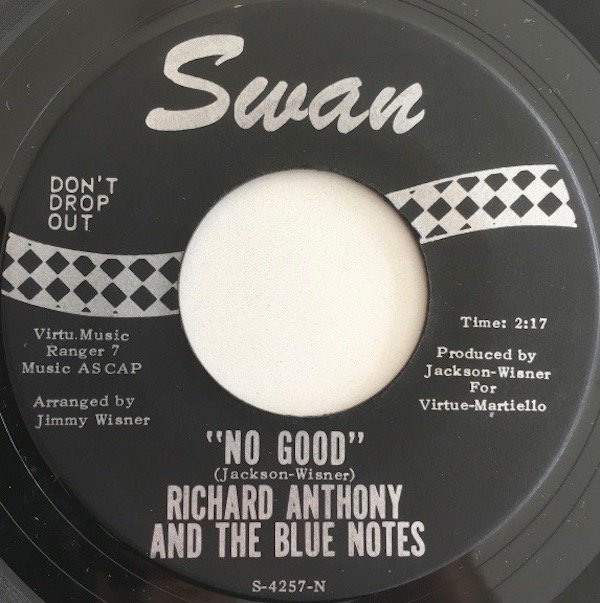 Swan
DON'T
DROP
OUT
Virtu.Music
Ranger 7
Music ASCAP
Arranged by
Jimmy Wisner
Time: 2:17
Produced by
Jackson-Wisner
For
Virtue-Martiello
"NO GOOD"
(Jackson-Wisner)
RICHARD ANTHONY
AND THE BLUE NOTES
S-4257-N